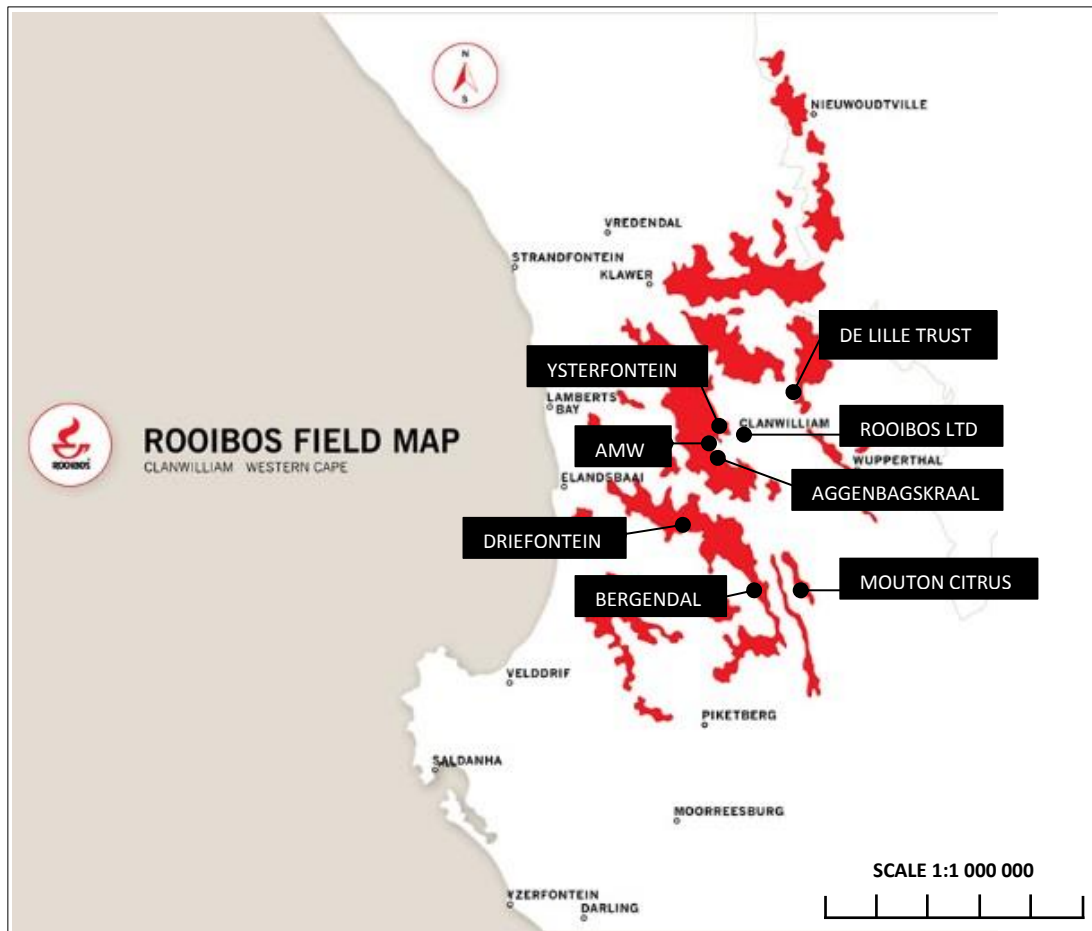 N
S
NIEUWOUDTVILLE
VREDENDAL
STRANDFONTEIN
KLAWER
DE LILLE TRUST
YSTERFONTEIN
LAMBERTS
BAY
CLANWILLIAM
ROOIBOS LTD
ROOIBOS FIELD MAP
CLANWILLIAM WESTERN CAPE
ROOIBOS
AMW
WUPPERTHAL
ELANDSBAAI
AGGENBAGSKRAAL
DRIEFONTEIN
BERGENDAL
MOUTON CITRUS
VELDDRIF
PIKETBERG
SALDANHA
MOORREESBURG
SCALE 1:1 000 000
YZERFONTEIN
DARLING